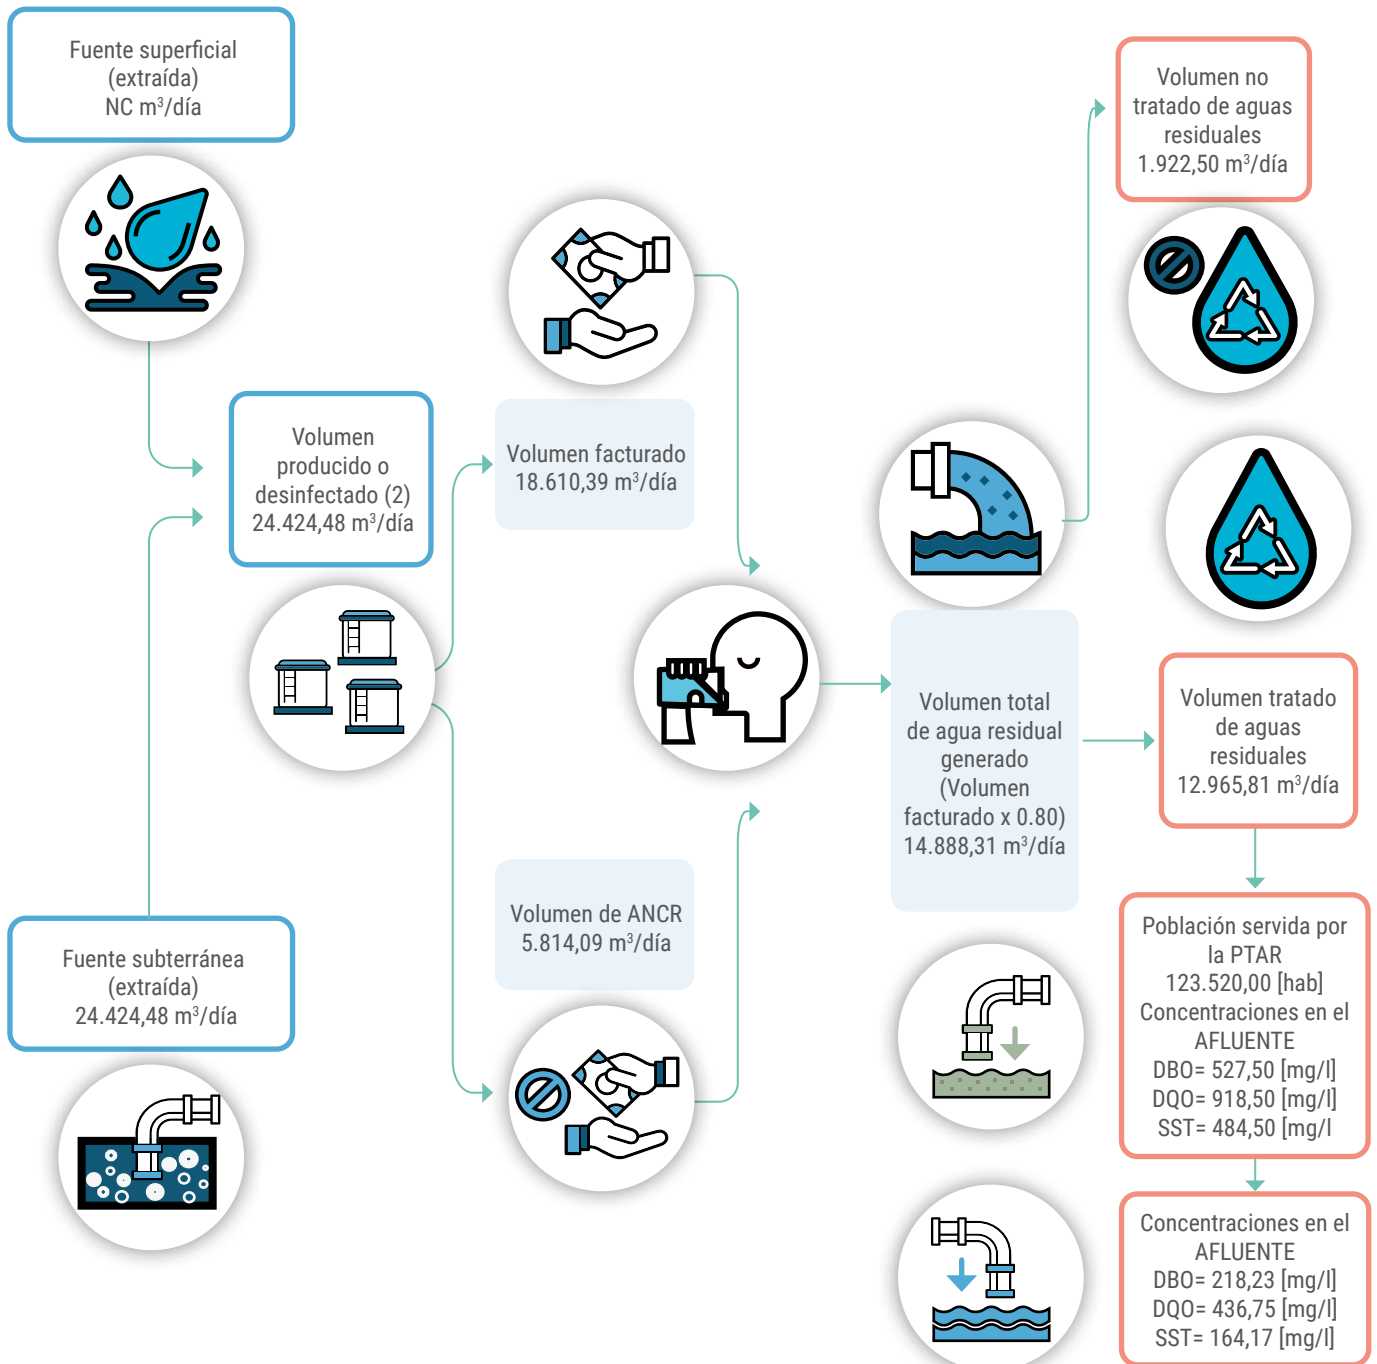 Fuente superficial
(extraída)
NC m³/día
Volumen
producido o
desinfectado (2)
24.424,48 m³/día
Fuente subterránea
(extraída)
24.424,48 m³/día
Volumen facturado
18.610,39 m³/día
Volumen de ANCR
5.814,09 m³/día
Volumen total
de agua residual
generado
(Volumen
facturado x 0.80)
14.888,31 m³/día
Volumen no
tratado de aguas
residuales
1.922,50 m³/día
Volumen tratado
de aguas
residuales
12.965,81 m³/día
Población servida por
la PTAR
123.520,00 [hab]
Concentraciones en el
AFLUENTE
DBO= 527,50 [mg/l]
DQO= 918,50 [mg/l]
SST= 484,50 [mg/l
Concentraciones en el
AFLUENTE
DBO= 218,23 [mg/l]
DQO= 436,75 [mg/l]
SST= 164,17 [mg/l]